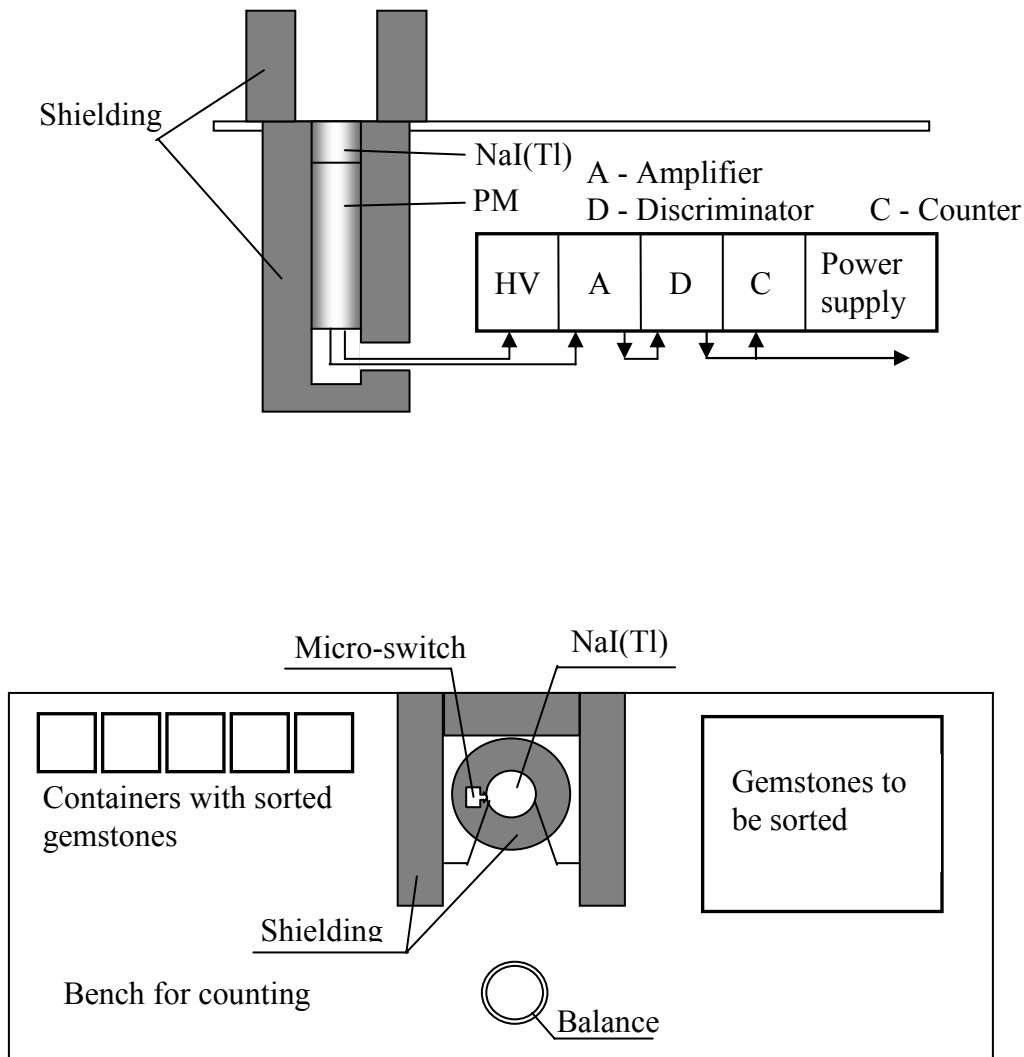 Shielding
NaI(Tl)
PM
A - Amplifier
D - Discriminator C - Counter
HV
A
D
C
Power
supply
Micro-switch
NaI(Tl)
Containers with sorted
gemstones
Gemstones to
be sorted
Shielding
Bench for counting
Balance